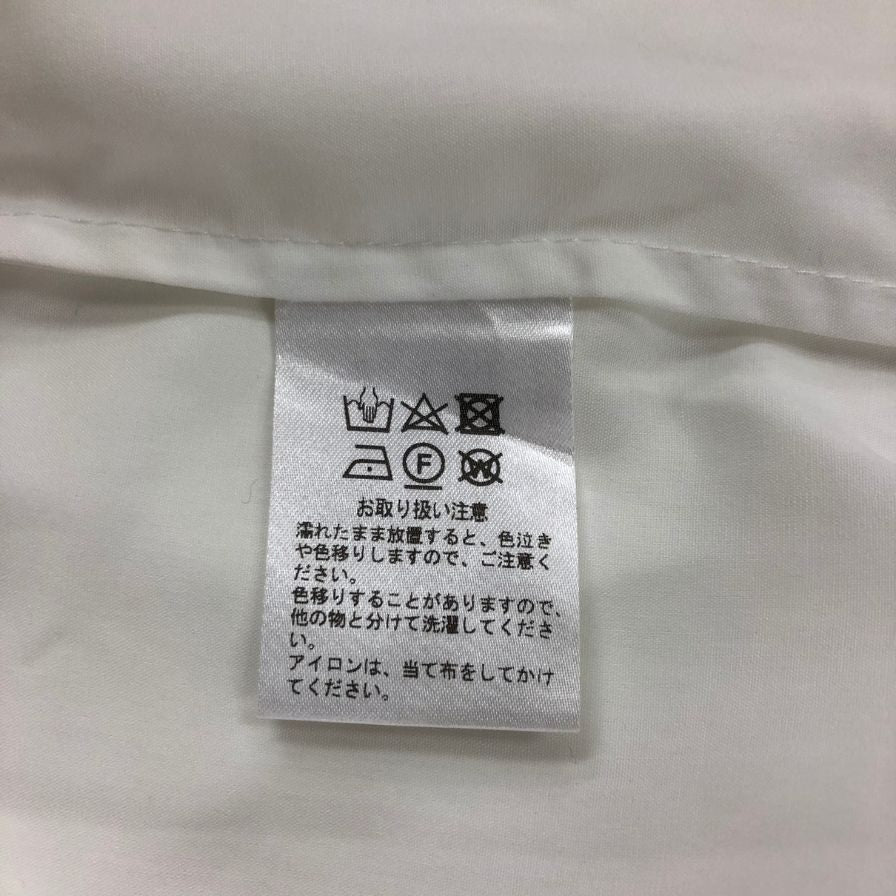 F W
お取り扱い注意
濡れたまま放置すると、色泣き
や色移りしますので、ご注意く
ださい。
色移りすることがありますので、
他の物と分けて洗濯してくださ
い。
アイロンは、当て布をしてかけ
てください。